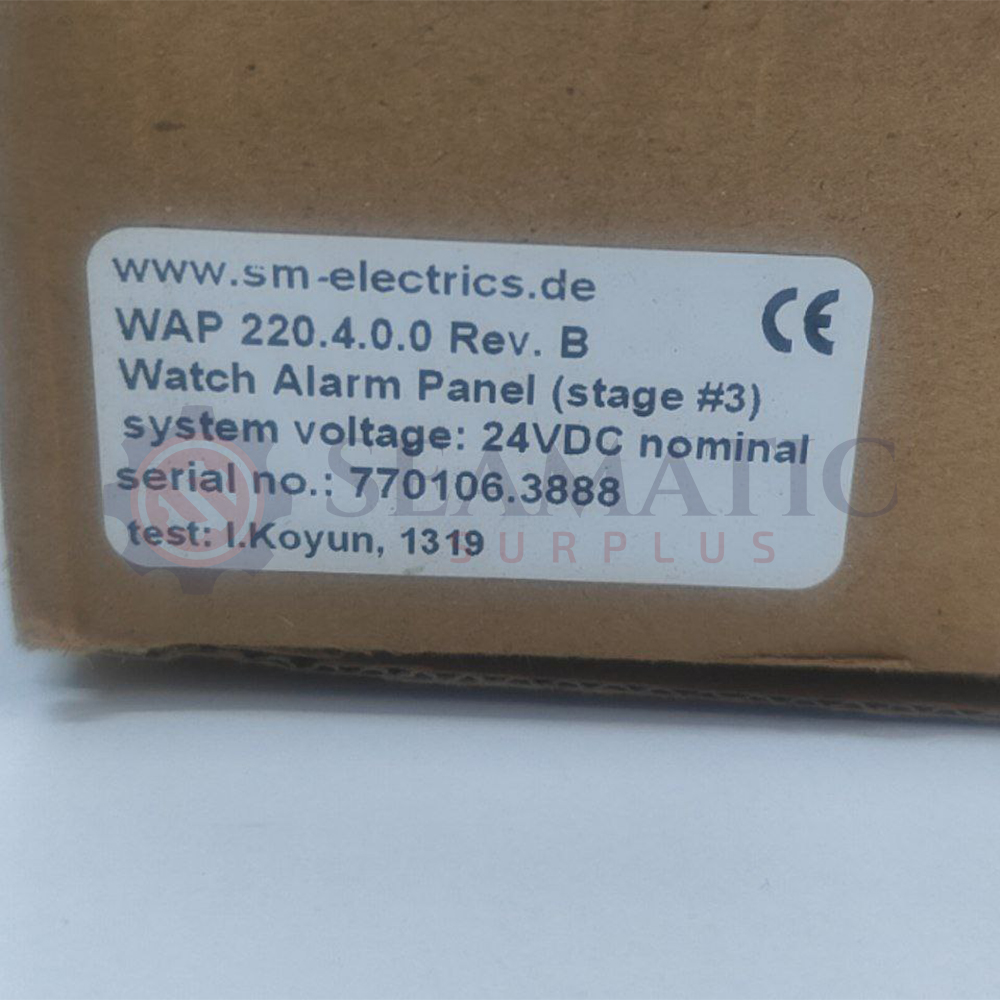 www.sm-electrics.de
CE
WAP 220.4.0.0 Rev. B
Watch Alarm Panel (stage #3)
system voltage: 24VDC nominal
serial no.: 770106.3888
test: I.Koyun, 1319
SEAMATIC
SURPLUS